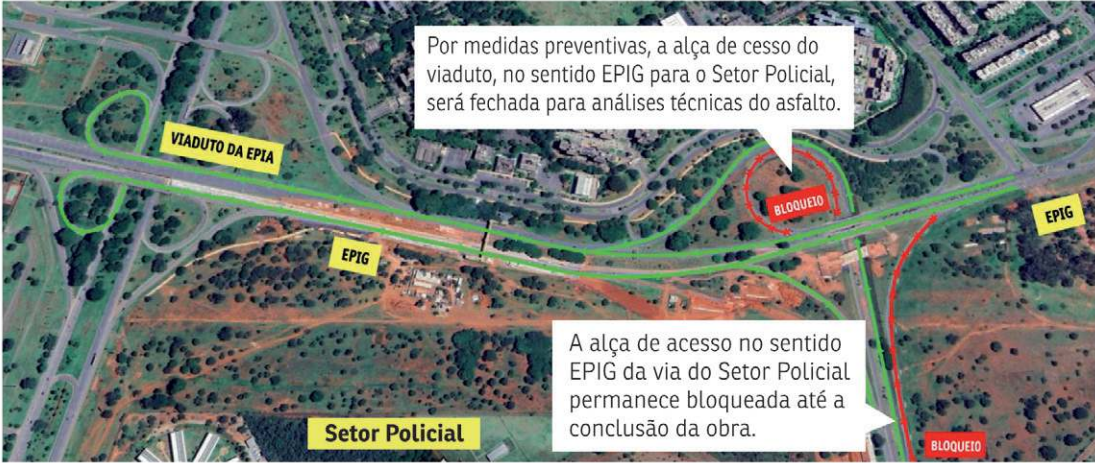 Por medidas preventivas, a alça de cesso do
viaduto, no sentido EPIG para o Setor Policial,
será fechada para análises técnicas do asfalto.
VIADUTO DA EPIA
BLOQUEIO
EPIG
EPIG
A alça de acesso no sentido
EPIG da via do Setor Policial
permanece bloqueada até a
conclusão da obra.
Setor Policial
BLOQUEIO